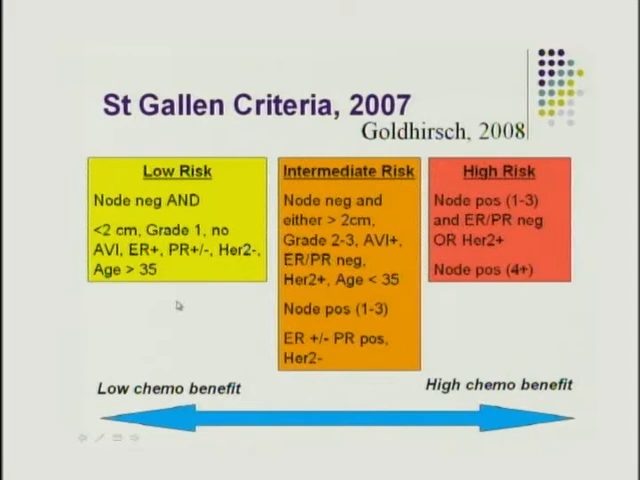 St Gallen Criteria, 2007
Goldhirsch, 2008
Low Risk
Node neg AND
<2 cm, Grade 1, no
AVI, ER+, PR+/-, Her2-,
Age > 35
Intermediate Risk
Node neg and
either > 2cm,
Grade 2-3, AVI+,
ER/PR neg,
Her2+, Age < 35
Node pos (1-3)
ER +/- PR pos,
Her2-
High Risk
Node pos (1-3)
and ER/PR neg
OR Her2+
Node pos (4+)
Low chemo benefit
High chemo benefit